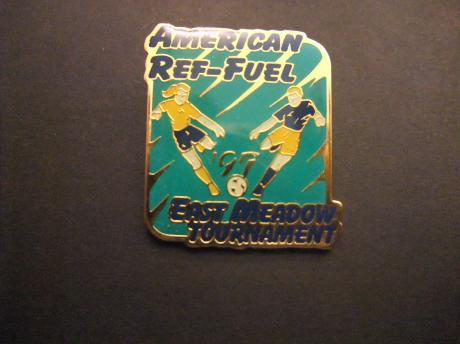 AMERICAN
REF-FUEL
'97
EAST MEADOW
TOURNAMENT